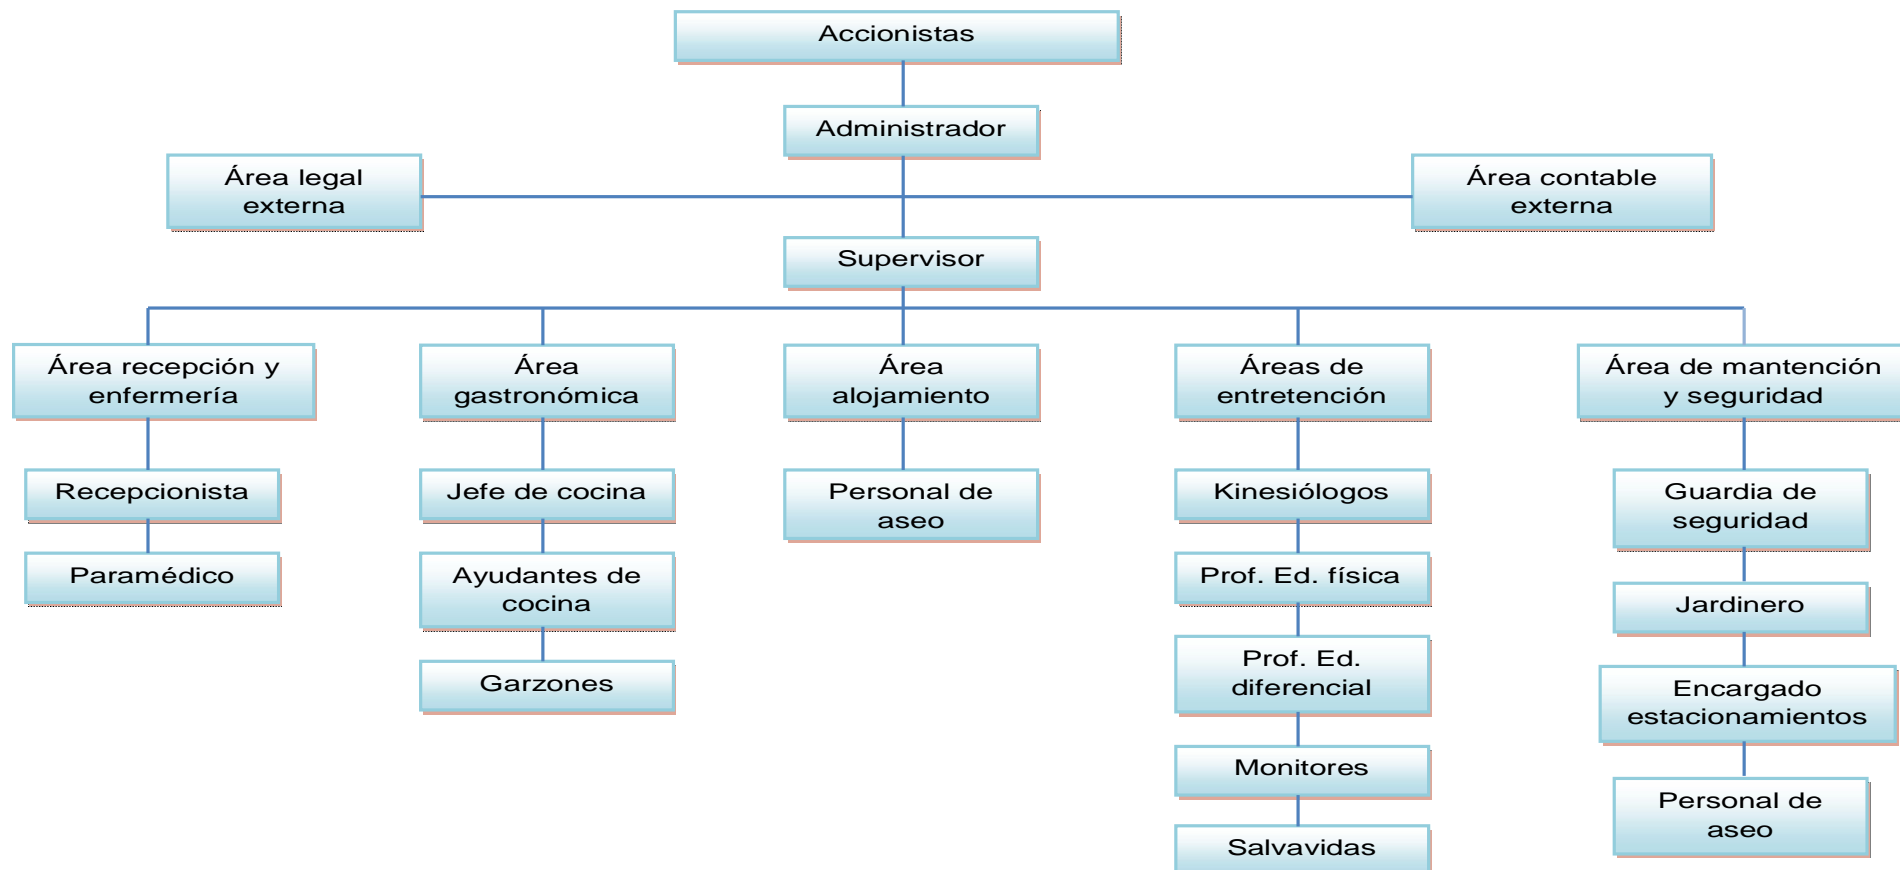 Accionistas
Administrador
Área legal
externa
Área contable
externa
Supervisor
Área recepción y
enfermería
Área
gastronómica
Área
alojamiento
Áreas de
entretención
Área de mantención
y seguridad
Recepcionista
Paramédico
Jefe de cocina
Ayudantes de
cocina
Garzones
Personal de
aseo
Kinesiólogos
Prof. Ed. física
Prof. Ed.
diferencial
Monitores
Salvavidas
Guardia de
seguridad
Jardinero
Encargado
estacionamientos
Personal de
aseo